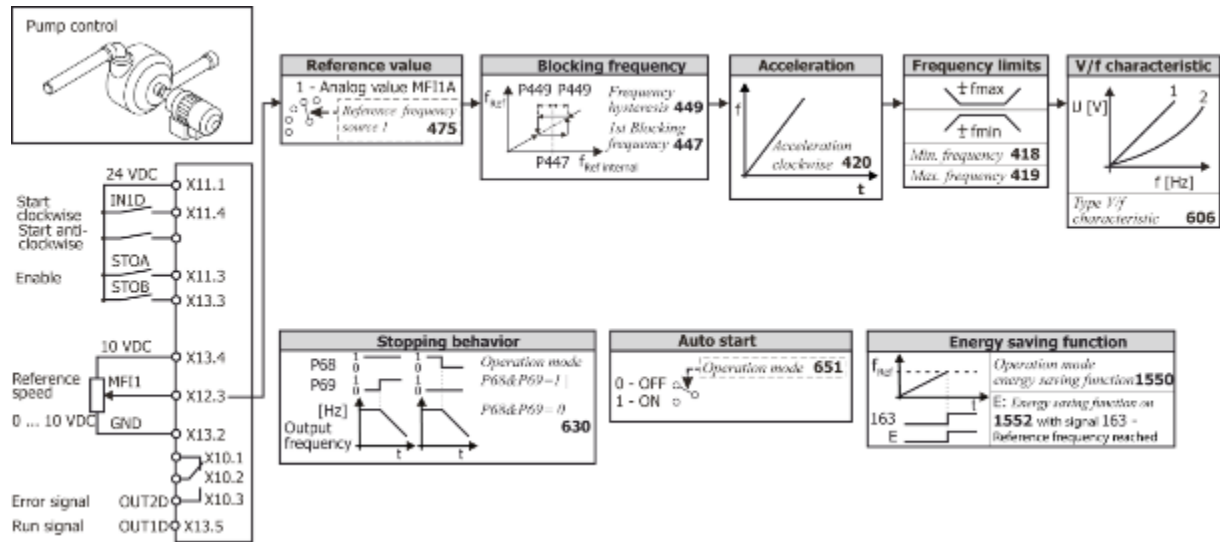 Pump control
24 VDC
X11.1
Start
clockwise
IN1D
X11.4
Start anti-
clockwise
Enable
STOA
X11.3
STOB
X13.3
10 VDC
X13.4
Reference
speed
MFI1
X12.3
0 ... 10 VDC
GND
X13.2
X10.1
X10.2
Error signal
OUT2D
X10.3
Run signal
OUT1D
X13.5
Reference value
1 - Analog value MFI1A
Reference frequency
source 1
475
Blocking frequency
fRef
P449 P449
Frequency
hysteresis 449
1st Blocking
frequency 447
P447
fRef internal
Acceleration
f
Acceleration
clockwise 420
t
Frequency limits
± fmax
± fmin
Min. frequency 418
Max. frequency 419
V/f characteristic
U [V]
1
2
f [Hz]
Type V/f
characteristic
606
Stopping behavior
P68
1
0
1
0
P69
1
0
1
0
Operation mode
P68&P69=1 |
P68&P69= 0
630
[Hz]
Output
frequency
t
t
Auto start
Operation mode 651
0 - OFF
1 - ON
Energy saving function
fRef
t
163
E
Operation mode
energy saving function 1550
E: Energy saving function on
1552 with signal 163 -
Reference frequency reached